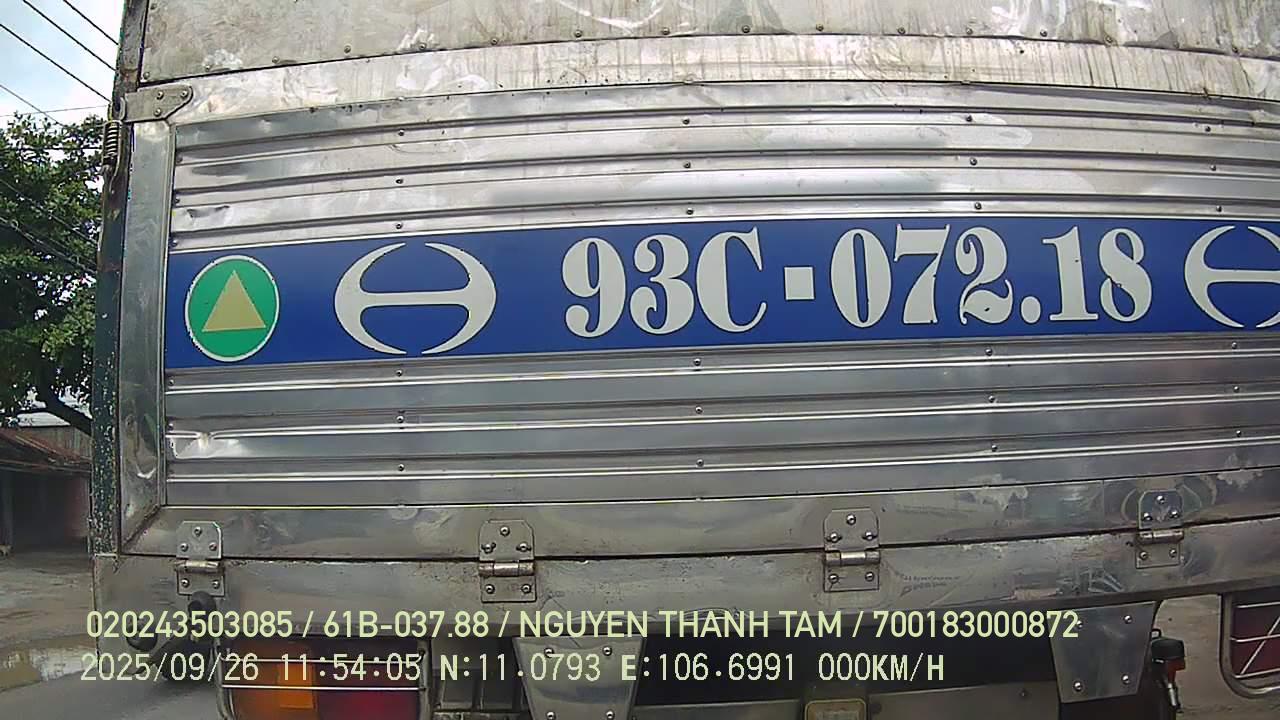 93C-072.18
020243503085 / 61B-037.88 / NGUYEN THANH TAM / 700183000872
2025/09/26 11:54:05 N:11.0793 E:106.6991 000KM/H